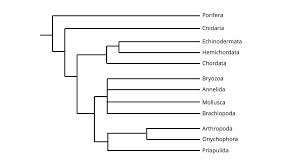 Porifera
Cnidaria
Echinodermata
Hemichordata
Chordata
Bryozoa
Annelida
Mollusca
Brachiopoda
Arthropoda
Onychophora
Priapulida